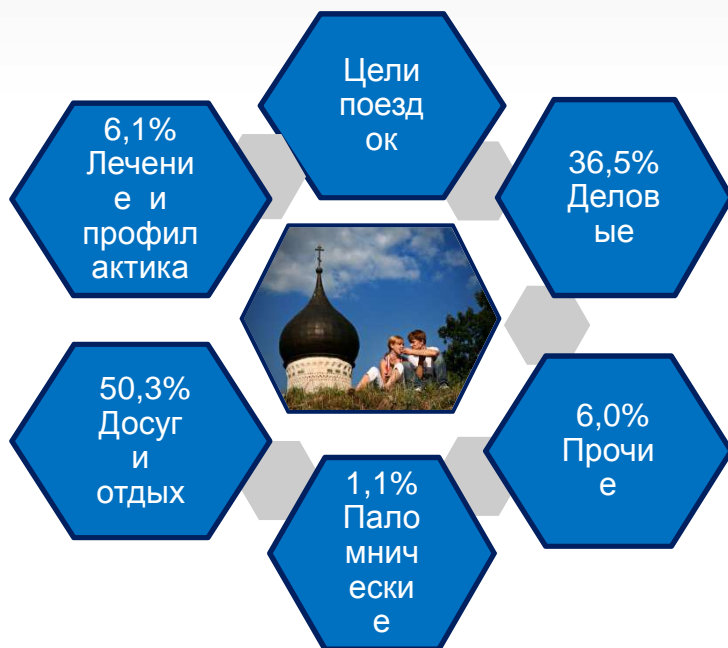 Цели
поезд
ок
36,5%
Делов
ые
6,0%
Прочи
е
1,1%
Пало
мнич
ески
е
50,3%
Досуг
и
отдых
6,1%
Лечени
е и
профил
актика